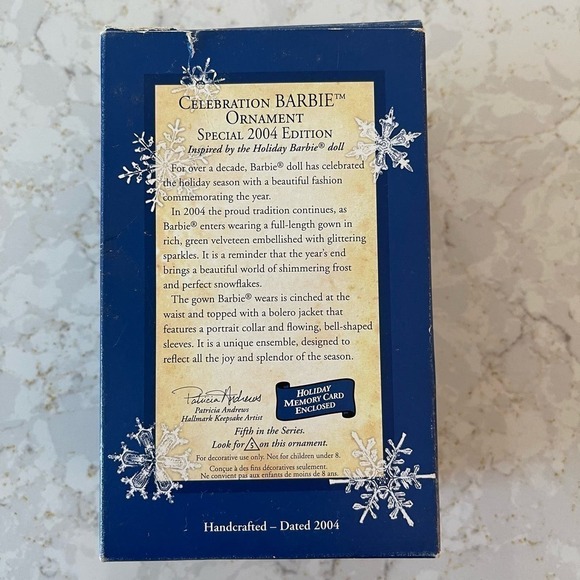 CELEBRATION BARBIE™
ORNAMENT
SPECIAL 2004 EDITION
Inspired by the Holiday Barbie® doll
For over a decade, Barbie® doll has celebrated
the holiday season with a beautiful fashion
commemorating the year.
In 2004 the proud tradition continues, as
Barbie® enters wearing a full-length gown in
rich, green velveteen embellished with glittering
sparkles. It is a reminder that the year's end
brings a beautiful world of shimmering frost
and perfect snowflakes.
The gown Barbie® wears is cinched at the
waist and topped with a bolero jacket that
features a portrait collar and flowing, bell-shaped
sleeves. It is a unique ensemble, designed to
reflect all the joy and splendor of the season.
Patricia Andrews
Patricia Andrews
Hallmark Keepsake Artist
HOLIDAY
MEMORY CARD
ENCLOSED
Fifth in the Series.
Look for 5 on this ornament.
For decorative use only. Not for children under 8.
Conçue à des fins décoratives seulement.
Ne convient pas aux enfants de moins de 8 ans.
Handcrafted – Dated 2004